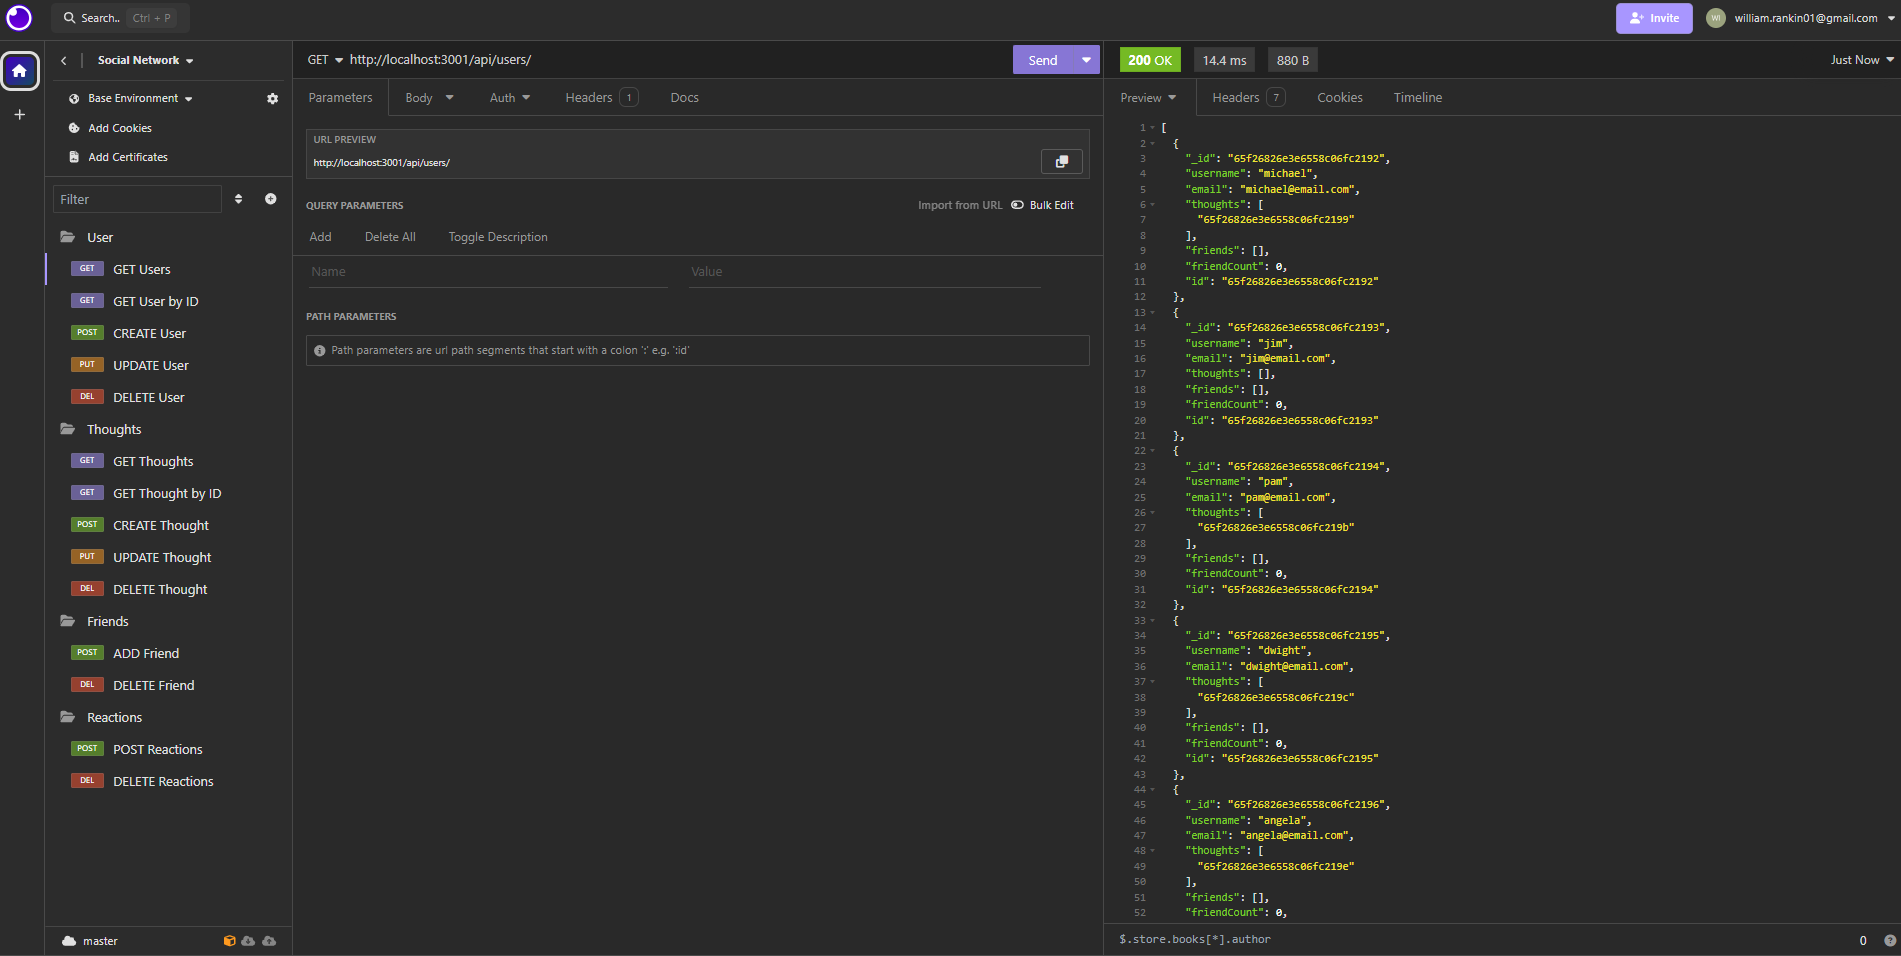 Search.. Ctrl + P
Invite
WI william.rankin01@gmail.com
Social Network
Base Environment
Add Cookies
Add Certificates
Filter
User
GET GET Users
GET GET User by ID
POST CREATE User
PUT UPDATE User
DEL DELETE User
Thoughts
GET GET Thoughts
GET GET Thought by ID
POST CREATE Thought
PUT UPDATE Thought
DEL DELETE Thought
Friends
POST ADD Friend
DEL DELETE Friend
Reactions
POST POST Reactions
DEL DELETE Reactions
master
GET http://localhost:3001/api/users/ Send
Parameters Body Auth Headers 1 Docs
URL PREVIEW
http://localhost:3001/api/users/
QUERY PARAMETERS Import from URL Bulk Edit
Add Delete All Toggle Description
Name Value
PATH PARAMETERS
Path parameters are url path segments that start with a colon ':' e.g. ':id'
200 OK 14.4 ms 880 B Just Now
Preview Headers 7 Cookies Timeline
1 [
2 {
3 "_id": "65f26826e3e6558c06fc2192",
4 "username": "michael",
5 "email": "michael@email.com",
6 "thoughts": [
7 "65f26826e3e6558c06fc2199"
8 ],
9 "friends": [],
10 "friendCount": 0,
11 "id": "65f26826e3e6558c06fc2192"
12 },
13 {
14 "_id": "65f26826e3e6558c06fc2193",
15 "username": "jim",
16 "email": "jim@email.com",
17 "thoughts": [],
18 "friends": [],
19 "friendCount": 0,
20 "id": "65f26826e3e6558c06fc2193"
21 },
22 {
23 "_id": "65f26826e3e6558c06fc2194",
24 "username": "pam",
25 "email": "pam@email.com",
26 "thoughts": [
27 "65f26826e3e6558c06fc219b"
28 ],
29 "friends": [],
30 "friendCount": 0,
31 "id": "65f26826e3e6558c06fc2194"
32 },
33 {
34 "_id": "65f26826e3e6558c06fc2195",
35 "username": "dwight",
36 "email": "dwight@email.com",
37 "thoughts": [
38 "65f26826e3e6558c06fc219c"
39 ],
40 "friends": [],
41 "friendCount": 0,
42 "id": "65f26826e3e6558c06fc2195"
43 },
44 {
45 "_id": "65f26826e3e6558c06fc2196",
46 "username": "angela",
47 "email": "angela@email.com",
48 "thoughts": [
49 "65f26826e3e6558c06fc219e"
50 ],
51 "friends": [],
52 "friendCount": 0,
$.store.books[*].author 0